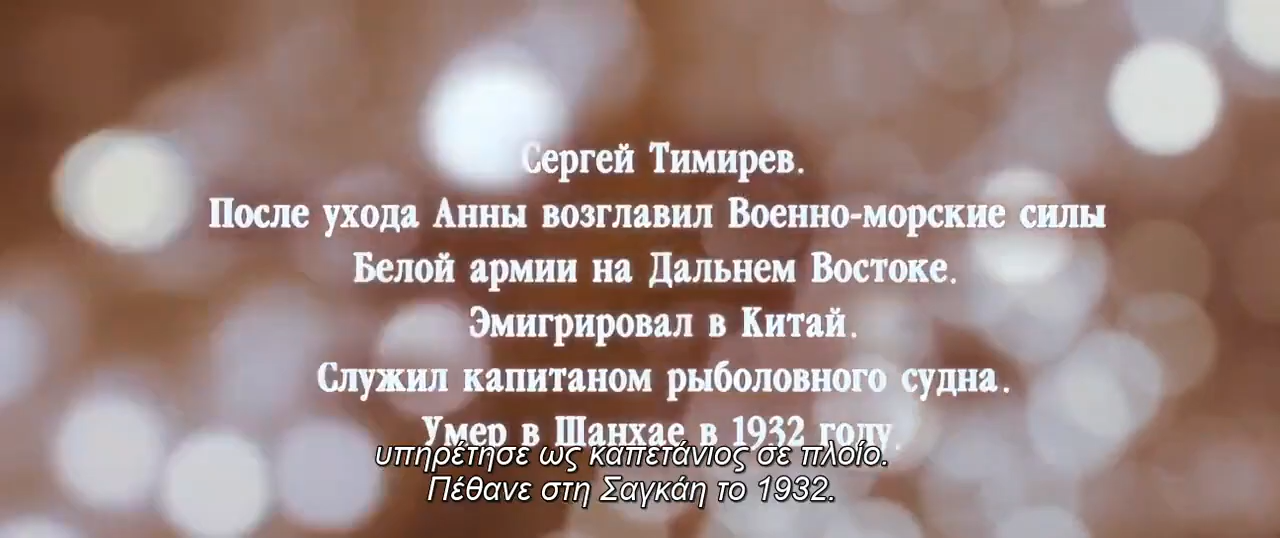 Сергей Тимирев.
После ухода Анны возглавил Военно-морские силы
Белой армии на Дальнем Востоке.
Эмигрировал в Китай.
Служил капитаном рыболовного судна.
Умер в Шанхае в 1932 году.
υπηρέτησε ως καπετάνιος σε πλοίο.
Πέθανε στη Σαγκάη το 1932.